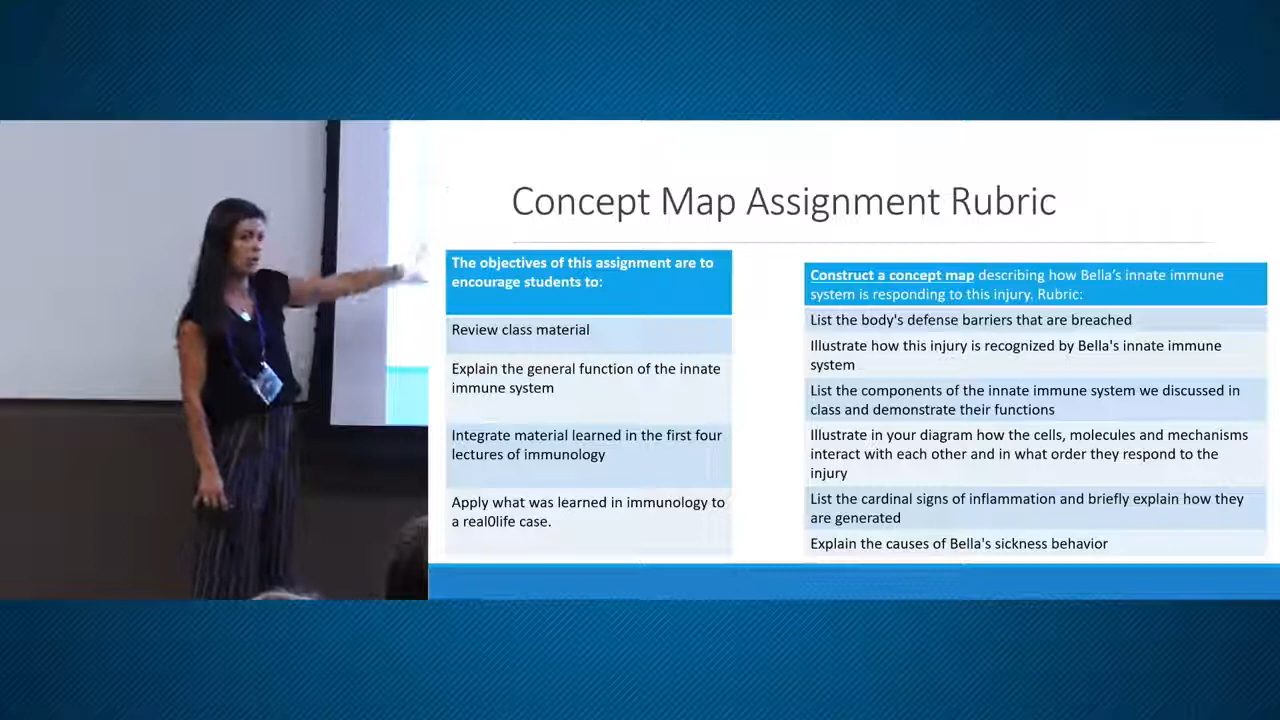 Concept Map Assignment Rubric
The objectives of this assignment are to
encourage students to:
Review class material
Explain the general function of the innate
immune system
Integrate material learned in the first four
lectures of immunology
Apply what was learned in immunology to
a real0life case.
Construct a concept map describing how Bella's innate immune
system is responding to this injury. Rubric:
List the body's defense barriers that are breached
Illustrate how this injury is recognized by Bella's innate immune
system
List the components of the innate immune system we discussed in
class and demonstrate their functions
Illustrate in your diagram how the cells, molecules and mechanisms
interact with each other and in what order they respond to the
injury
List the cardinal signs of inflammation and briefly explain how they
are generated
Explain the causes of Bella's sickness behavior